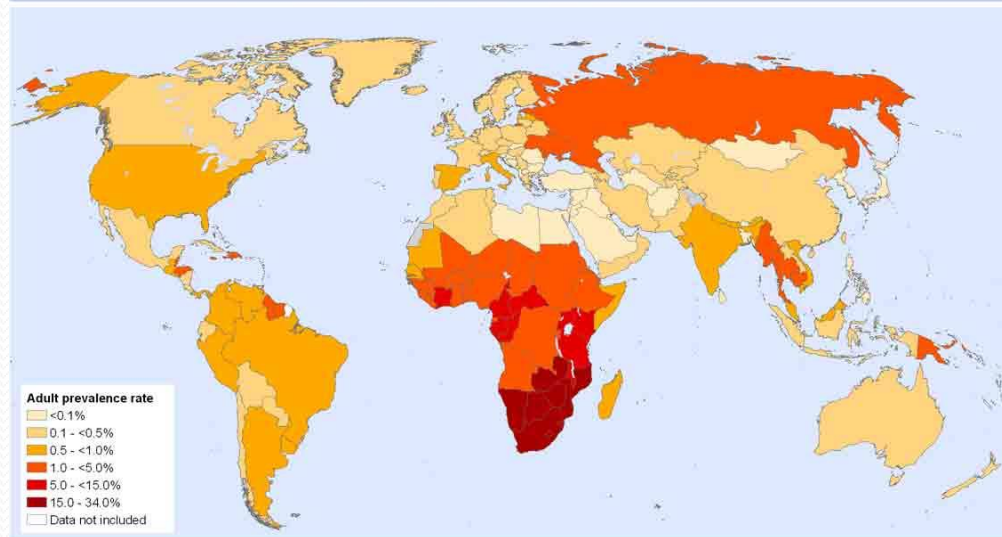 Adult prevalence rate
<0.1%
0.1 - <0.5%
0.5 - <1.0%
1.0 - <5.0%
5.0 - <15.0%
15.0 - 34.0%
Data not included